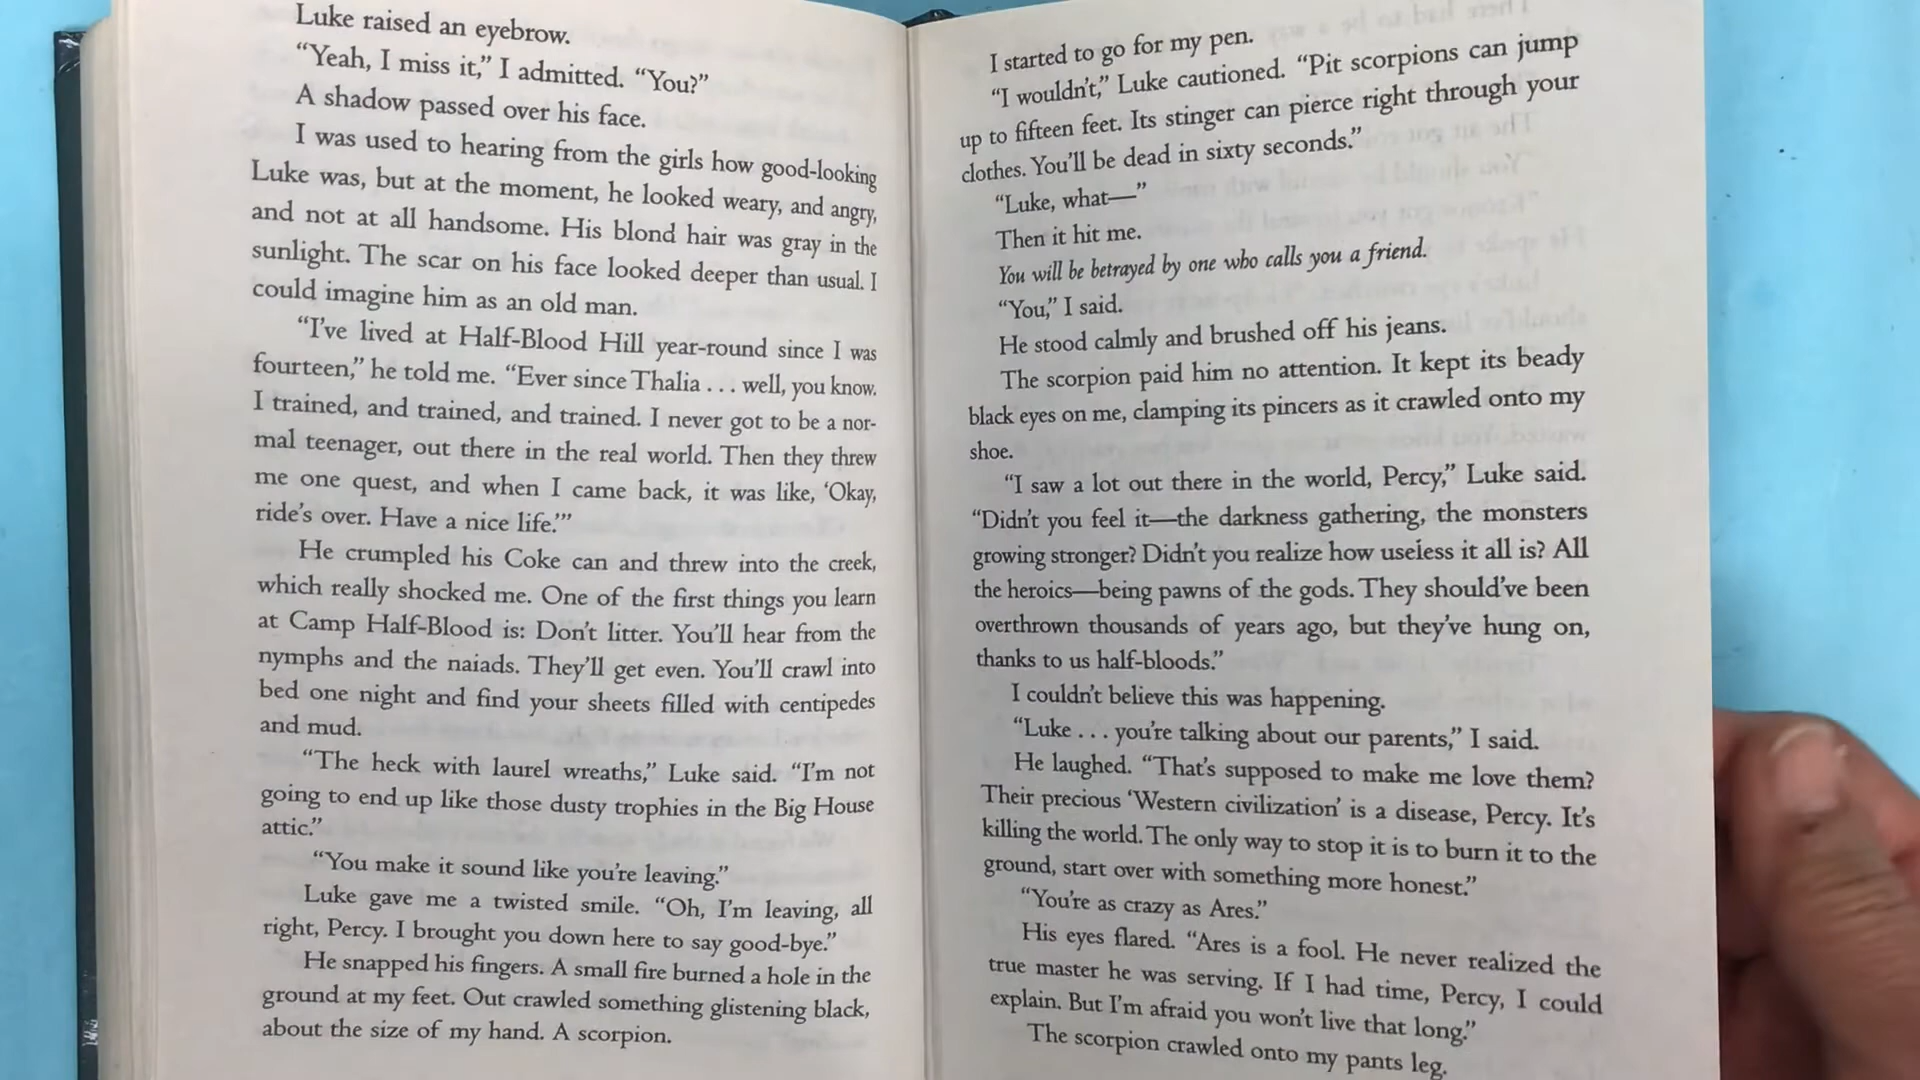 Luke raised an eyebrow.
“Yeah, I miss it,” I admitted. “You?”
A shadow passed over his face.
I was used to hearing from the girls how good-looking
Luke was, but at the moment, he looked weary, and angry,
and not at all handsome. His blond hair was gray in the
sunlight. The scar on his face looked deeper than usual. I
could imagine him as an old man.
“I’ve lived at Half-Blood Hill year-round since I was
fourteen,” he told me. “Ever since Thalia . . . well, you know.
I trained, and trained, and trained. I never got to be a nor-
mal teenager, out there in the real world. Then they threw
me one quest, and when I came back, it was like, ‘Okay,
ride’s over. Have a nice life.’”
He crumpled his Coke can and threw into the creek,
which really shocked me. One of the first things you learn
at Camp Half-Blood is: Don’t litter. You’ll hear from the
nymphs and the naiads. They’ll get even. You’ll crawl into
bed one night and find your sheets filled with centipedes
and mud.
“The heck with laurel wreaths,” Luke said. “I’m not
going to end up like those dusty trophies in the Big House
attic.”
“You make it sound like you’re leaving.”
Luke gave me a twisted smile. “Oh, I’m leaving, all
right, Percy. I brought you down here to say good-bye.”
He snapped his fingers. A small fire burned a hole in the
ground at my feet. Out crawled something glistening black,
about the size of my hand. A scorpion.
I started to go for my pen.
“I wouldn’t,” Luke cautioned. “Pit scorpions can jump
up to fifteen feet. Its stinger can pierce right through your
clothes. You’ll be dead in sixty seconds.”
“Luke, what—”
Then it hit me.
You will be betrayed by one who calls you a friend.
“You,” I said.
He stood calmly and brushed off his jeans.
The scorpion paid him no attention. It kept its beady
black eyes on me, clamping its pincers as it crawled onto my
shoe.
“I saw a lot out there in the world, Percy,” Luke said.
“Didn’t you feel it—the darkness gathering, the monsters
growing stronger? Didn’t you realize how useless it all is? All
the heroics—being pawns of the gods. They should’ve been
overthrown thousands of years ago, but they’ve hung on,
thanks to us half-bloods.”
I couldn’t believe this was happening.
“Luke . . . you’re talking about our parents,” I said.
He laughed. “That’s supposed to make me love them?
Their precious ‘Western civilization’ is a disease, Percy. It’s
killing the world. The only way to stop it is to burn it to the
ground, start over with something more honest.”
“You’re as crazy as Ares.”
His eyes flared. “Ares is a fool. He never realized the
true master he was serving. If I had time, Percy, I could
explain. But I’m afraid you won’t live that long.”
The scorpion crawled onto my pants leg.